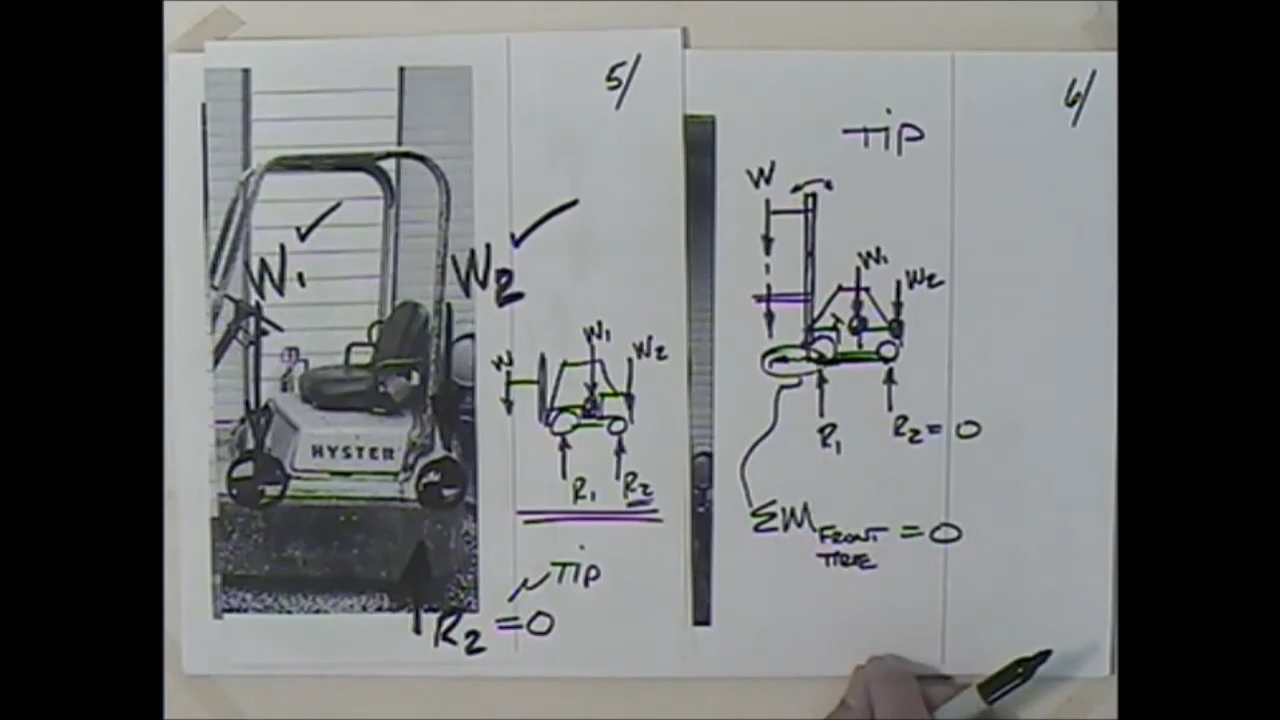 5/
W1
W2
HYSTER
W
W1
W2
R1
R2
Tip
R2 = 0
6/
Tip
W
W1
W2
R1
R2 = 0
ΣM FRONT TIRE = 0